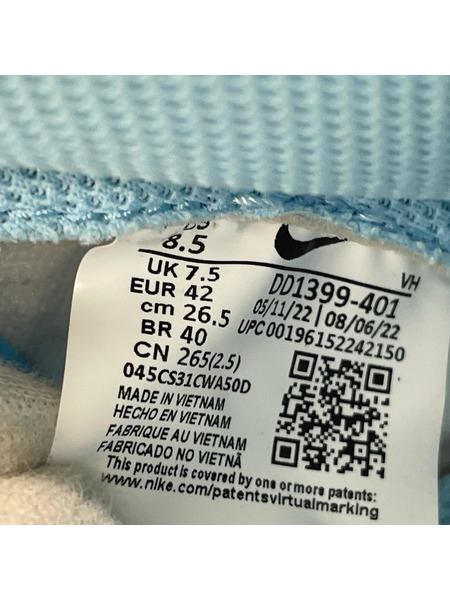 8.5
UK 7.5
EUR 42
cm 26.5
BR 40
CN 265(2.5)
VH
DD1399-401
05/11/22 | 08/06/22
UPC 00196152242150
045CS31CWA50D
MADE IN VIETNAM
HECHO EN VIETNAM
FABRIQUE AU VIETNAM
FABRICADO NO VIETNÃ
This product is covered by one or more patents:
www.nike.com/patentsvirtualmarking